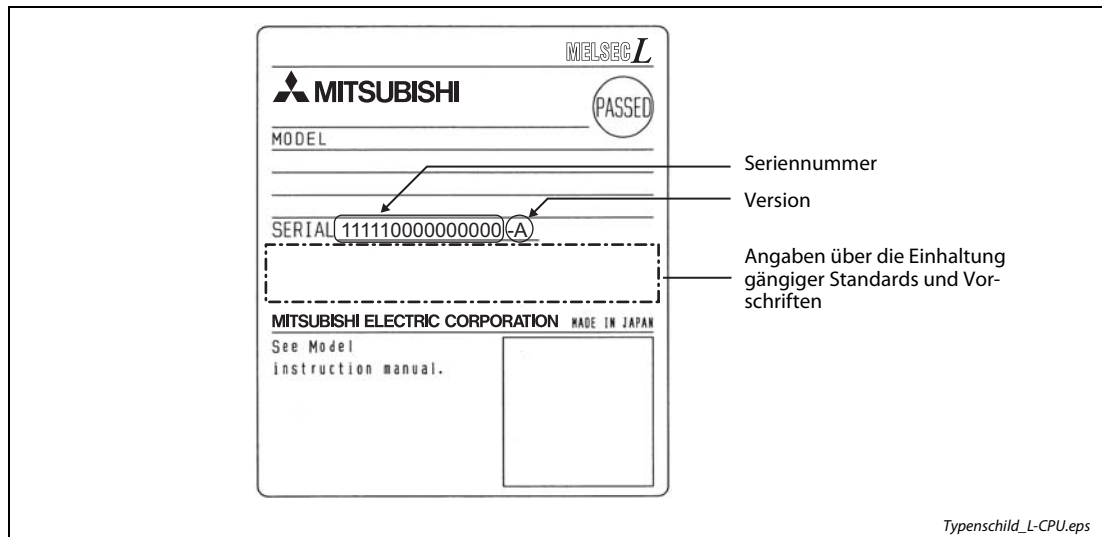 MELSEC L
MITSUBISHI
PASSED
MODEL
SERIAL 111110000000000 -A
MITSUBISHI ELECTRIC CORPORATION MADE IN JAPAN
See Model
instruction manual.
Seriennummer
Version
Angaben über die Einhaltung
gängiger Standards und Vor-
schriften
Typenschild_L-CPU.eps